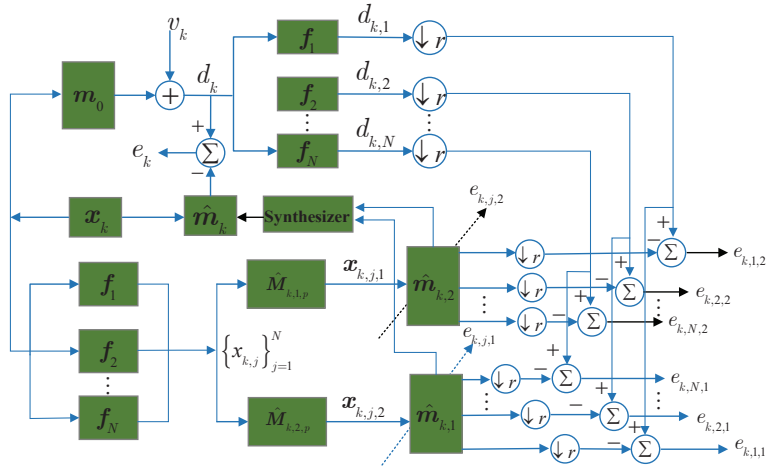 v_k
d_{k,1}
f_1
↓ r
m_0
+
d_k
d_{k,2}
f_2
↓ r
⋮
⋮
⋮
+
e_k
Σ
−
d_{k,N}
f_N
↓ r
x_k
m̂_k
Synthesizer
e_{k,j,2}
f_1
M̂_{k,1,p}
x_{k,j,1}
m̂_{k,2}
↓ r
−
+
Σ
e_{k,1,2}
↓ r
−
+
Σ
e_{k,2,2}
⋮
⋮
↓ r
−
+
Σ
e_{k,N,2}
f_2
{x_{k,j}}_{j=1}^{N}
e_{k,j,1}
⋮
f_N
M̂_{k,2,p}
x_{k,j,2}
m̂_{k,1}
↓ r
−
+
Σ
e_{k,N,1}
⋮
⋮
↓ r
−
+
Σ
e_{k,2,1}
↓ r
−
+
Σ
e_{k,1,1}